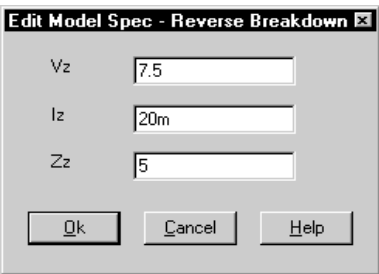 Edit Model Spec - Reverse Breakdown
Vz 7.5
Iz 20m
Zz 5
Ok Cancel Help